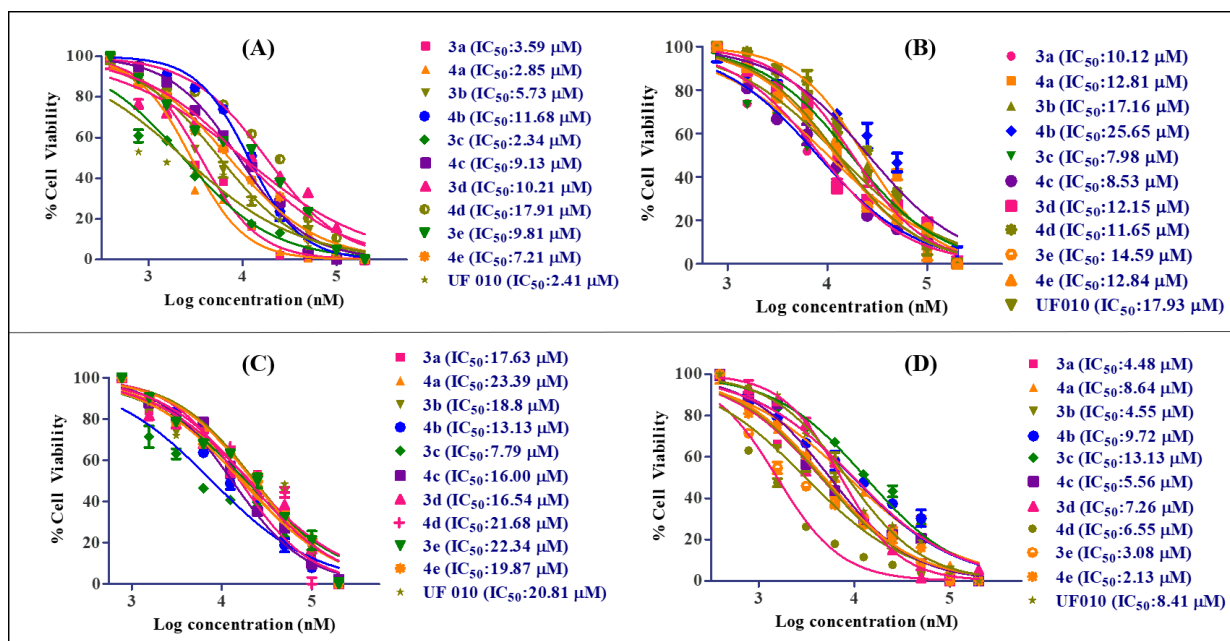 (A)
% Cell Viability
100
80
60
40
20
0
3
4
5
Log concentration (nM)
3a (IC50:3.59 μM)
4a (IC50:2.85 μM)
3b (IC50:5.73 μM)
4b (IC50:11.68 μM)
3c (IC50:2.34 μM)
4c (IC50:9.13 μM)
3d (IC50:10.21 μM)
4d (IC50:17.91 μM)
3e (IC50:9.81 μM)
4e (IC50:7.21 μM)
UF 010 (IC50:2.41 μM)
(B)
% Cell Viability
100
80
60
40
20
0
3
4
5
Log concentration (nM)
3a (IC50:10.12 μM)
4a (IC50:12.81 μM)
3b (IC50:17.16 μM)
4b (IC50:25.65 μM)
3c (IC50:7.98 μM)
4c (IC50:8.53 μM)
3d (IC50:12.15 μM)
4d (IC50:11.65 μM)
3e (IC50: 14.59 μM)
4e (IC50:12.84 μM)
UF010 (IC50:17.93 μM)
(C)
% Cell Viability
100
80
60
40
20
0
3
4
5
Log concentration (nM)
3a (IC50:17.63 μM)
4a (IC50:23.39 μM)
3b (IC50:18.8 μM)
4b (IC50:13.13 μM)
3c (IC50:7.79 μM)
4c (IC50:16.00 μM)
3d (IC50:16.54 μM)
4d (IC50:21.68 μM)
3e (IC50:22.34 μM)
4e (IC50:19.87 μM)
UF 010 (IC50:20.81 μM)
(D)
% Cell Viability
100
80
60
40
20
0
3
4
5
Log concentration (nM)
3a (IC50:4.48 μM)
4a (IC50:8.64 μM)
3b (IC50:4.55 μM)
4b (IC50:9.72 μM)
3c (IC50:13.13 μM)
4c (IC50:5.56 μM)
3d (IC50:7.26 μM)
4d (IC50:6.55 μM)
3e (IC50:3.08 μM)
4e (IC50:2.13 μM)
UF010 (IC50:8.41 μM)